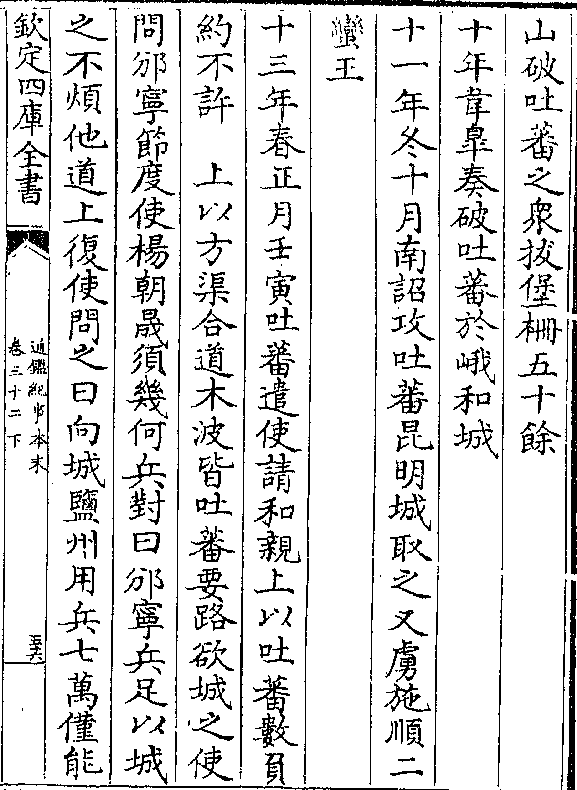 山破吐蕃之衆抜堡柵五十餘
十年韋臯奏破吐蕃於峨和城
十一年冬十月南詔攻吐蕃昆明城取之又虜施順二
蠻王
十三年春正月壬寅吐蕃遣使請和親上以吐蕃數負
約不許　上以方渠合道木波皆吐蕃要路欲城之使
問邠寧節度使楊朝晟須幾何兵對曰邠寧兵足以城
之不煩他道上復使問之曰向城鹽州用兵七萬僅能
欽定四庫全書
通鑑紀事本末
卷三十二下
至六